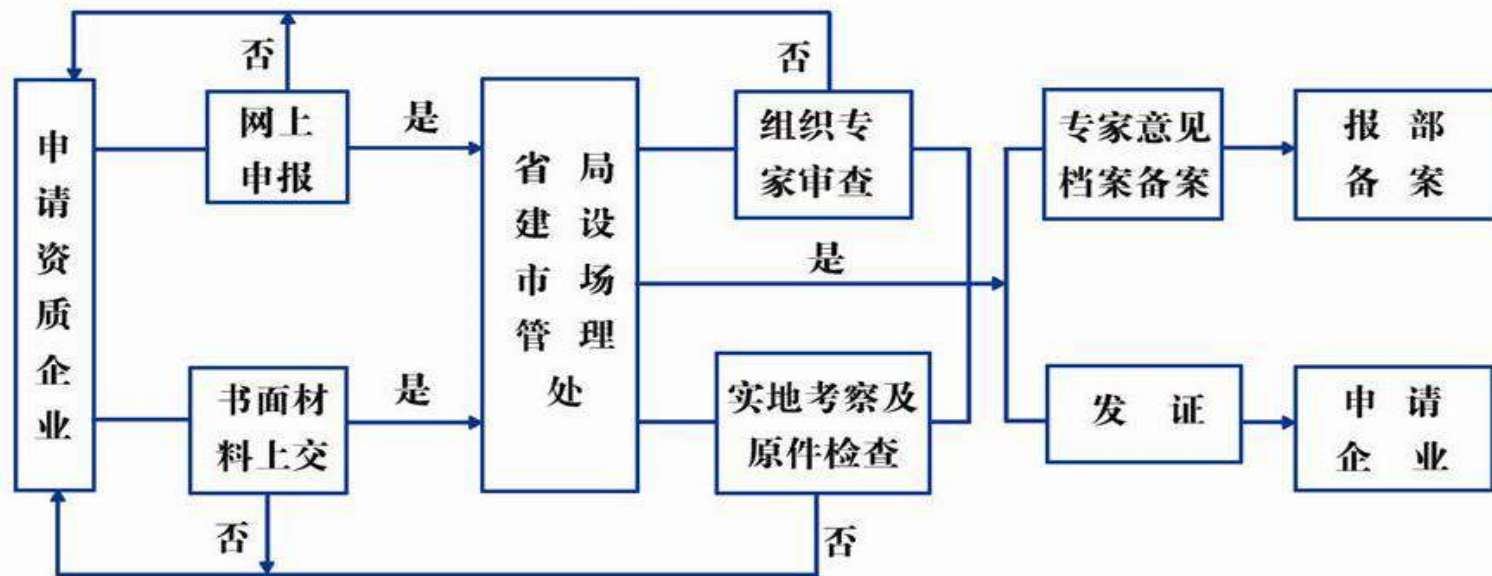 否
否
申
请
资
质
企
业
网上
申报
是
省局
建设
市场
管理
处
组织专
家审查
专家意见
档案备案
报部
备案
是
书面材
料上交
是
实地考察及
原件检查
发证
申请
企业
否
否